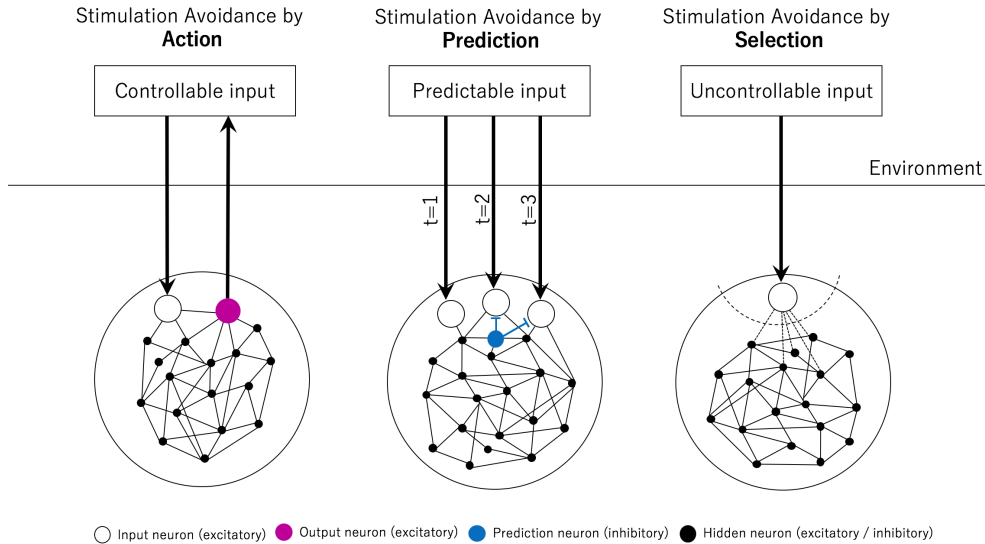 Stimulation Avoidance by
Action
Stimulation Avoidance by
Prediction
Stimulation Avoidance by
Selection
Controllable input
Predictable input
Uncontrollable input
Environment
t=1
t=2
t=3
Input neuron (excitatory)
Output neuron (excitatory)
Prediction neuron (inhibitory)
Hidden neuron (excitatory / inhibitory)